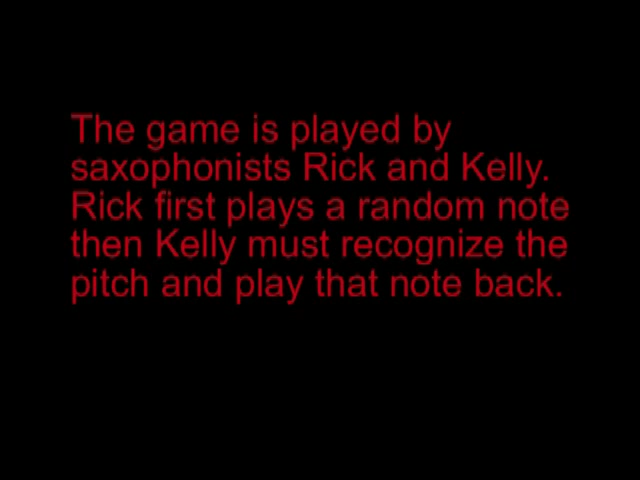 The game is played by
saxophonists Rick and Kelly.
Rick first plays a random note
then Kelly must recognize the
pitch and play that note back.